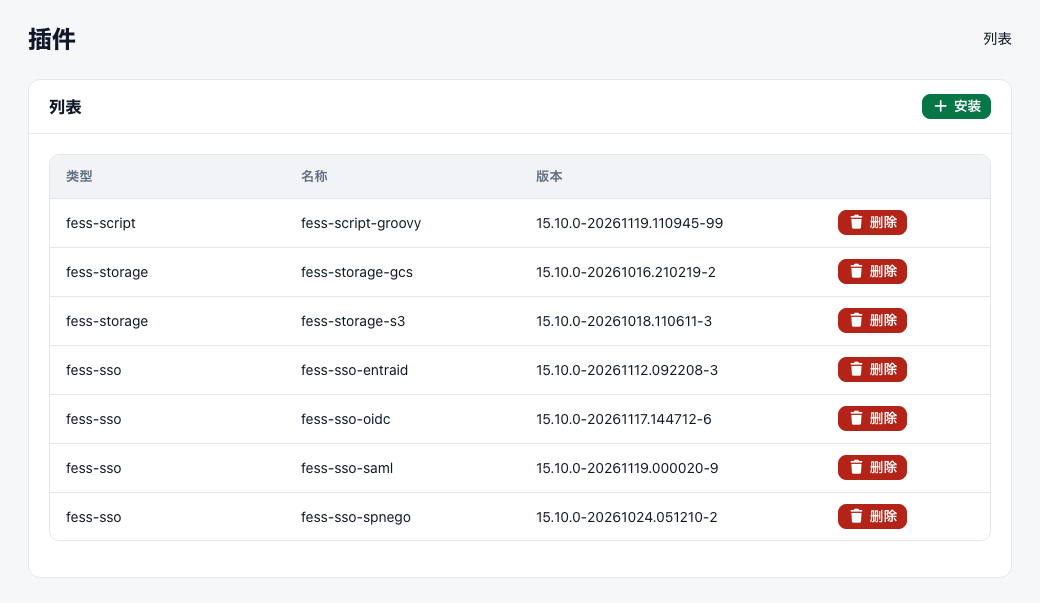 插件
列表
列表
安装
类型 名称 版本
fess-script fess-script-groovy 15.10.0-20261119.110945-99 删除
fess-storage fess-storage-gcs 15.10.0-20261016.210219-2 删除
fess-storage fess-storage-s3 15.10.0-20261018.110611-3 删除
fess-sso fess-sso-entraid 15.10.0-20261112.092208-3 删除
fess-sso fess-sso-oidc 15.10.0-20261117.144712-6 删除
fess-sso fess-sso-saml 15.10.0-20261119.000020-9 删除
fess-sso fess-sso-spnego 15.10.0-20261024.051210-2 删除